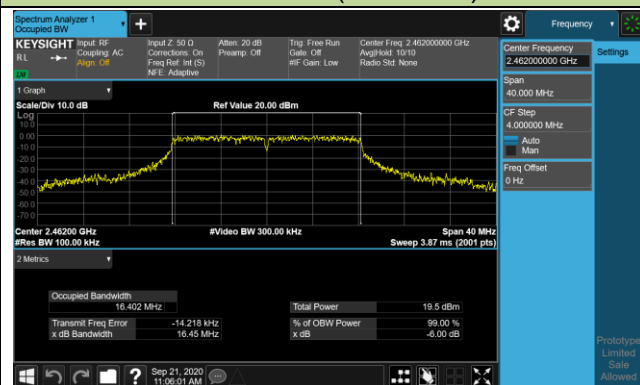 Spectrum Analyzer 1
Occupied BW
Frequency
KEYSIGHT
RL
Input: RF
Coupling: AC
Align: Off
Input Z: 50 Ω
Corrections: On
Freq Ref: Int (S)
NFE: Adaptive
Atten: 20 dB
Preamp: Off
Trig: Free Run
Gate: Off
#IF Gain: Low
Center Freq: 2.462000000 GHz
Avg|Hold: 10/10
Radio Std: None
Center Frequency
2.462000000 GHz
Settings
Span
40.000 MHz
CF Step
4.000000 MHz
Auto
Man
Freq Offset
0 Hz
1 Graph
Scale/Div 10.0 dB
Ref Value 20.00 dBm
Log
10.0
0.00
-10.0
-20.0
-30.0
-40.0
-50.0
-60.0
-70.0
Center 2.46200 GHz
#Video BW 300.00 kHz
Span 40 MHz
#Res BW 100.00 kHz
Sweep 3.87 ms (2001 pts)
2 Metrics
Occupied Bandwidth
16.402 MHz
Total Power 19.5 dBm
Transmit Freq Error -14.218 kHz
% of OBW Power 99.00 %
x dB Bandwidth 16.45 MHz
x dB -6.00 dB
Prototype
Limited
Sale
Allowed
Sep 21, 2020
11:06:01 AM